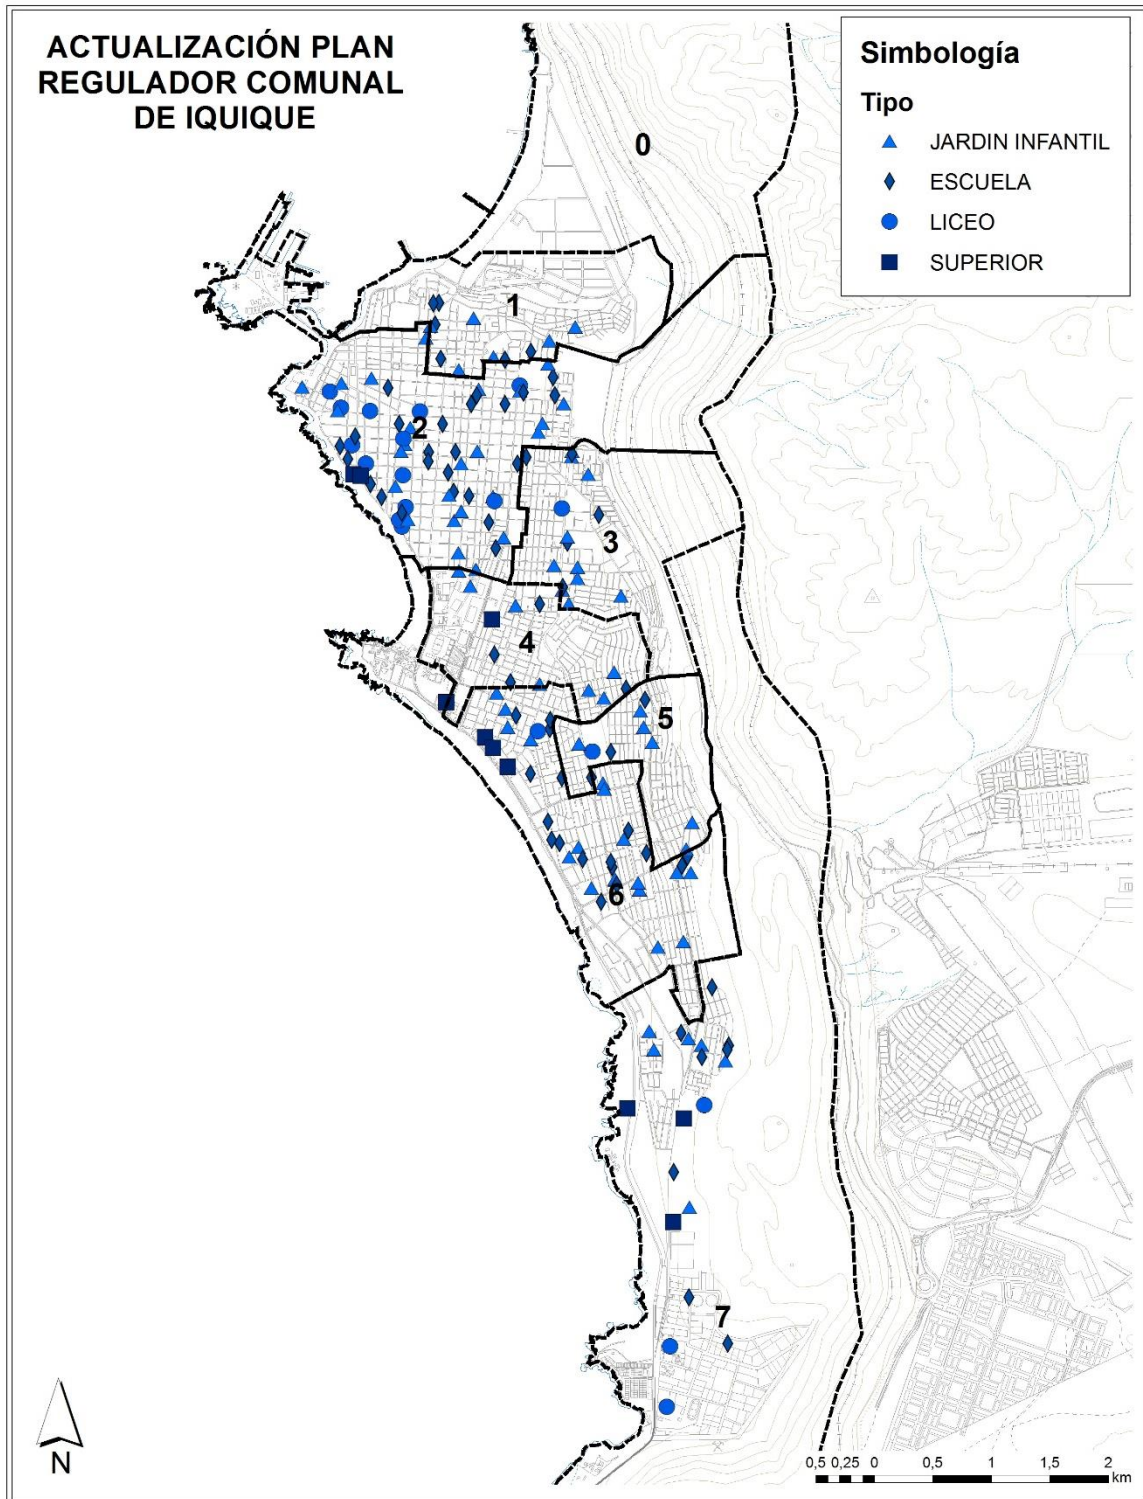 ACTUALIZACIÓN PLAN
REGULADOR COMUNAL
DE IQUIQUE
Simbología
Tipo
JARDIN INFANTIL
ESCUELA
LICEO
SUPERIOR
0
1
2
3
4
5
6
7
N
0,5 0,25 0 0,5 1 1,5 2
km